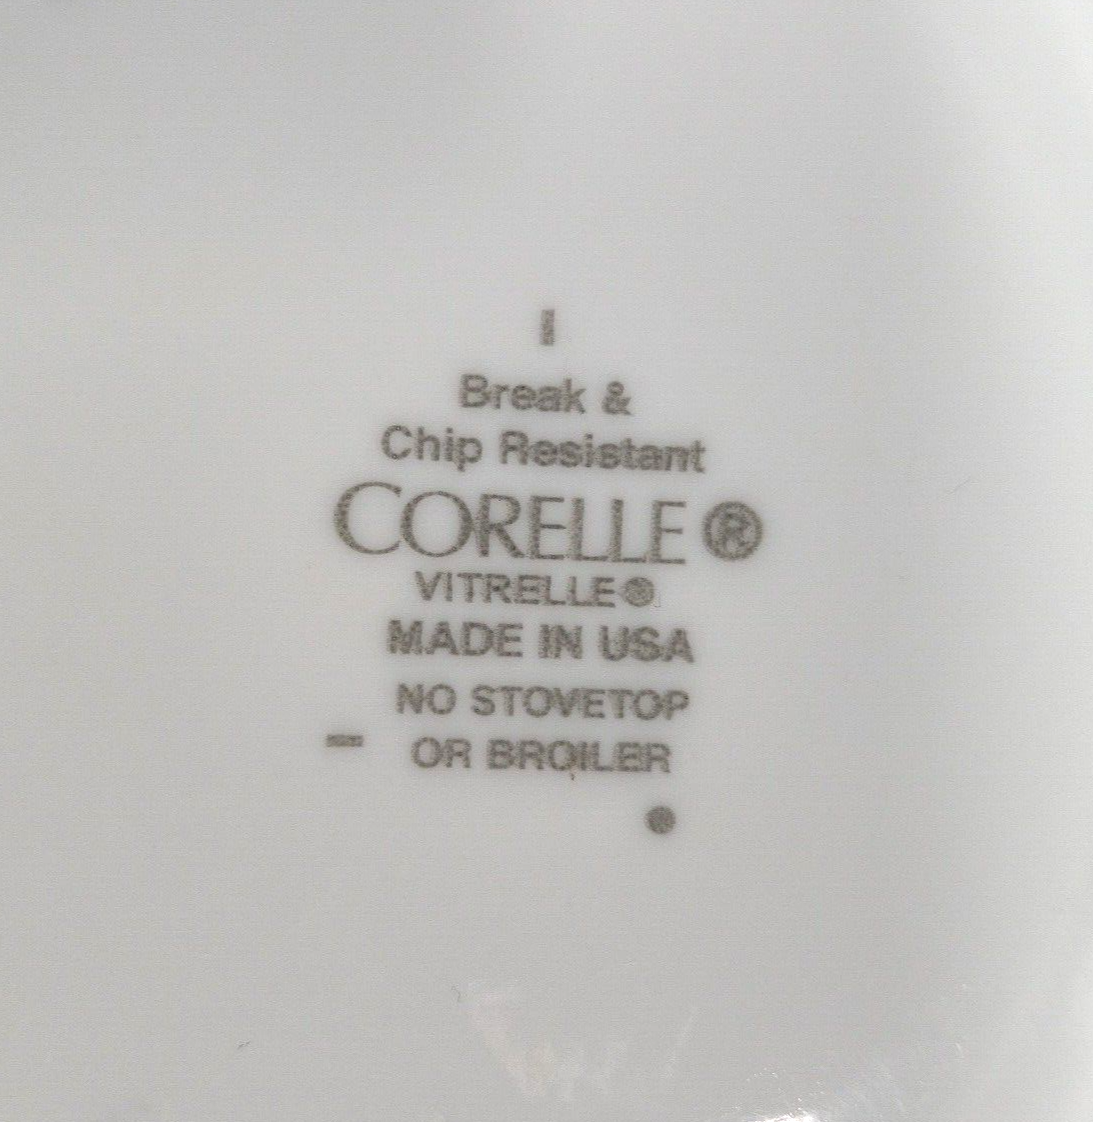 Break &
Chip Resistant
CORELLE ®
VITRELLE®
MADE IN USA
NO STOVETOP
OR BROILER